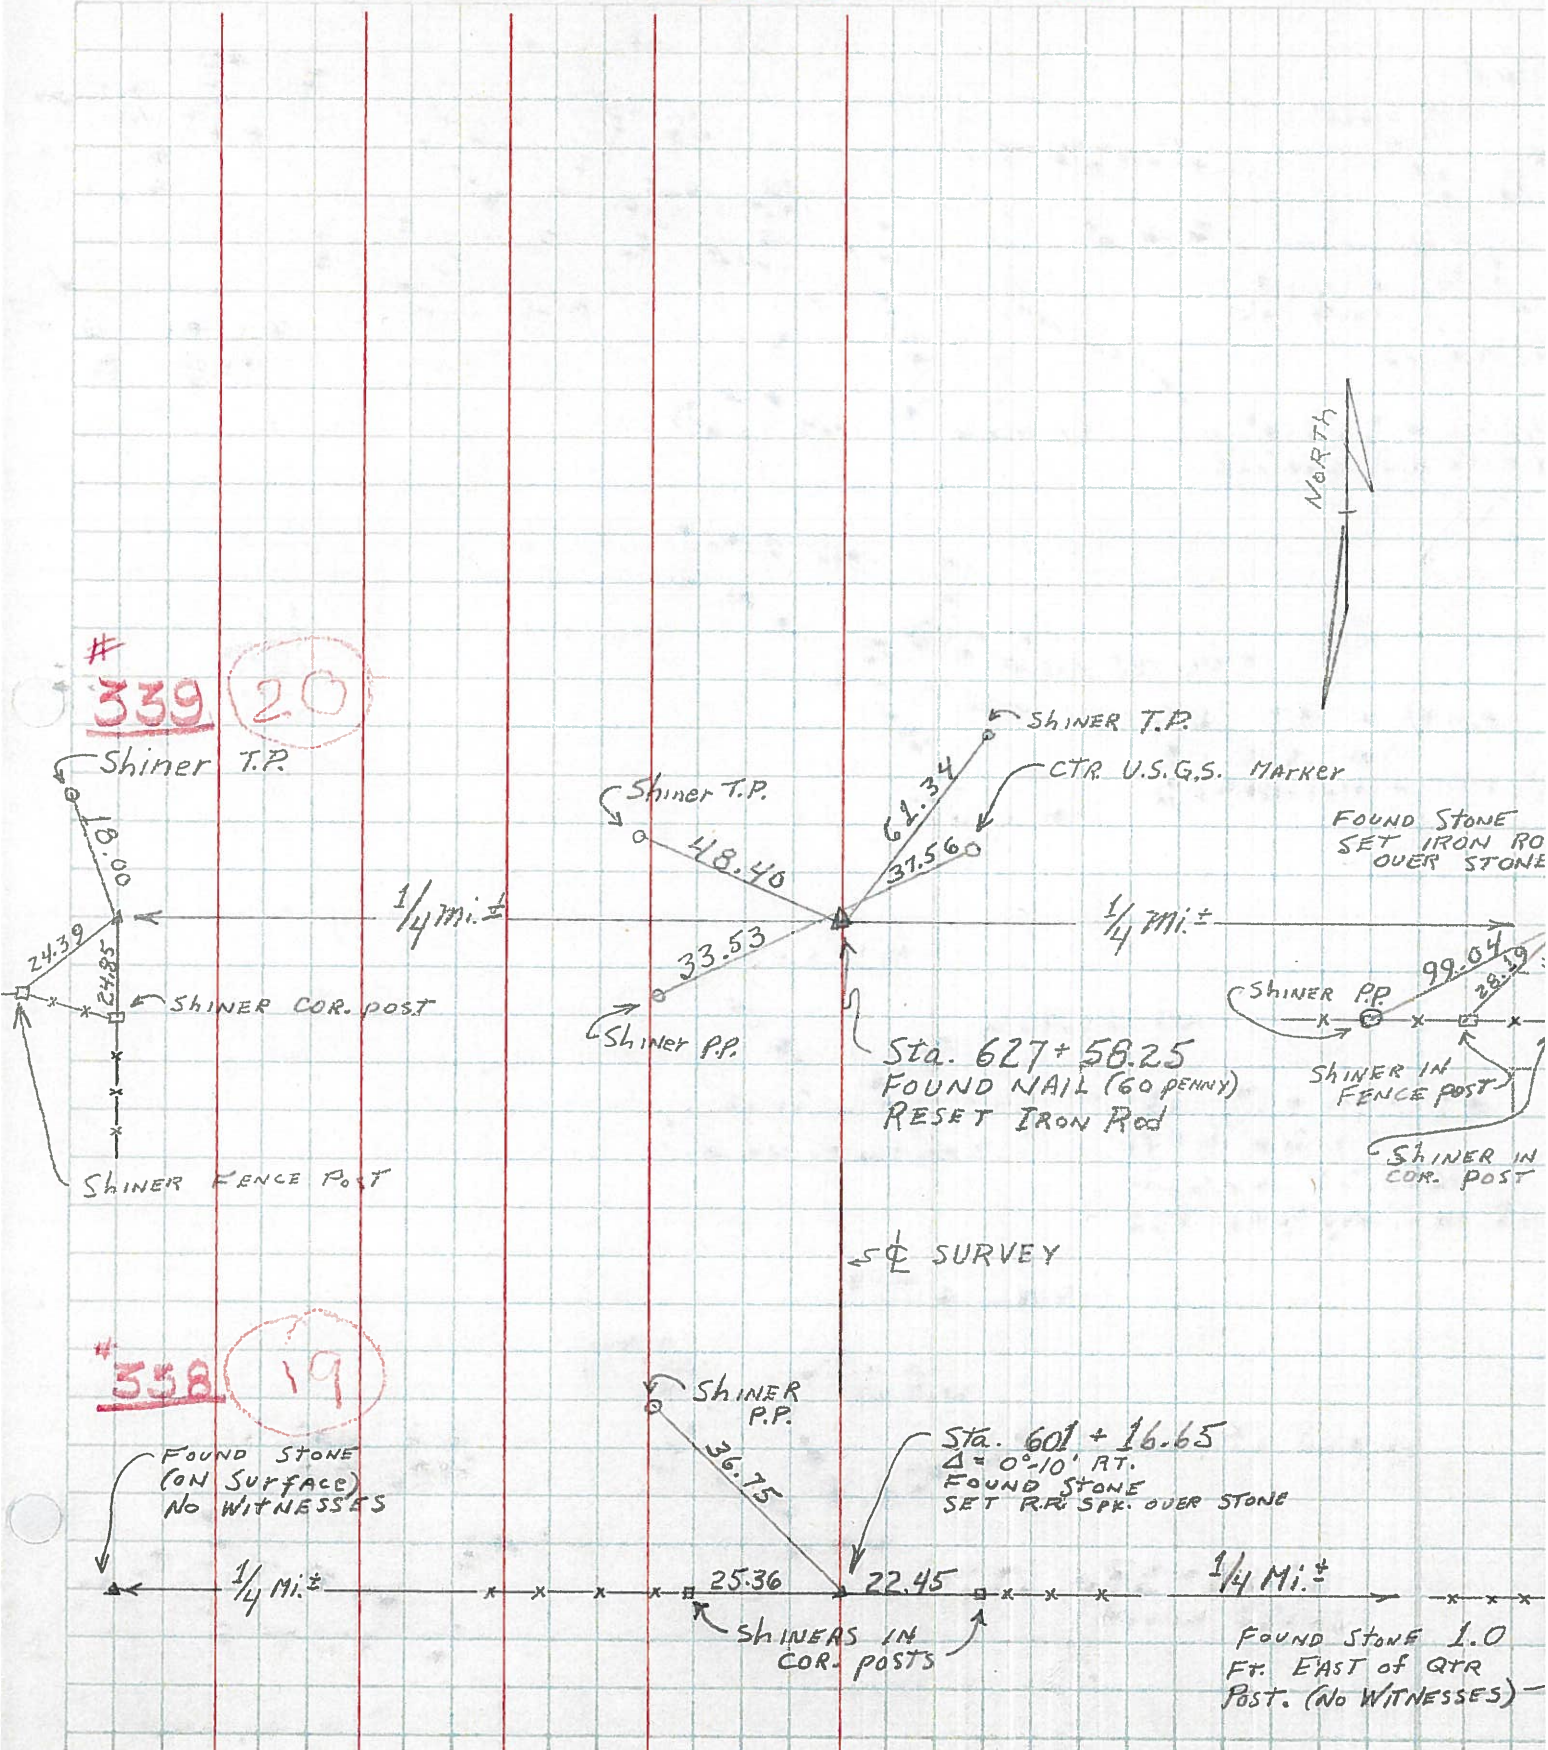 NORTH
#
339 20
Shiner T.P.
18.00
24.39
24.85
SHINER COR. POST
SHINER FENCE POST
1/4 Mi.±
Shiner T.P.
48.40
33.53
Shiner P.P.
SHINER T.P.
62.34
CTR U.S.G.S. MARKER
37.56
1/4 Mi.±
Sta. 627+58.25
FOUND NAIL (60 PENNY)
RESET IRON Rod
FOUND STONE
SET IRON RO
OVER STONE
99.04
28.19
SHINER P.P.
SHINER IN
FENCE POST
SHINER IN
COR. POST
℄ SURVEY
#
338 19
FOUND STONE
(ON SURFACE)
NO WITNESSES
1/4 Mi.±
SHINER
P.P.
36.75
Sta. 601 + 16.65
Δ = 0°-10' RT.
FOUND STONE
SET R.R. SPK. OVER STONE
25.36
22.45
SHINERS IN
COR. POSTS
1/4 Mi.±
FOUND STONE 1.0
FT. EAST of QTR
POST. (NO WITNESSES)